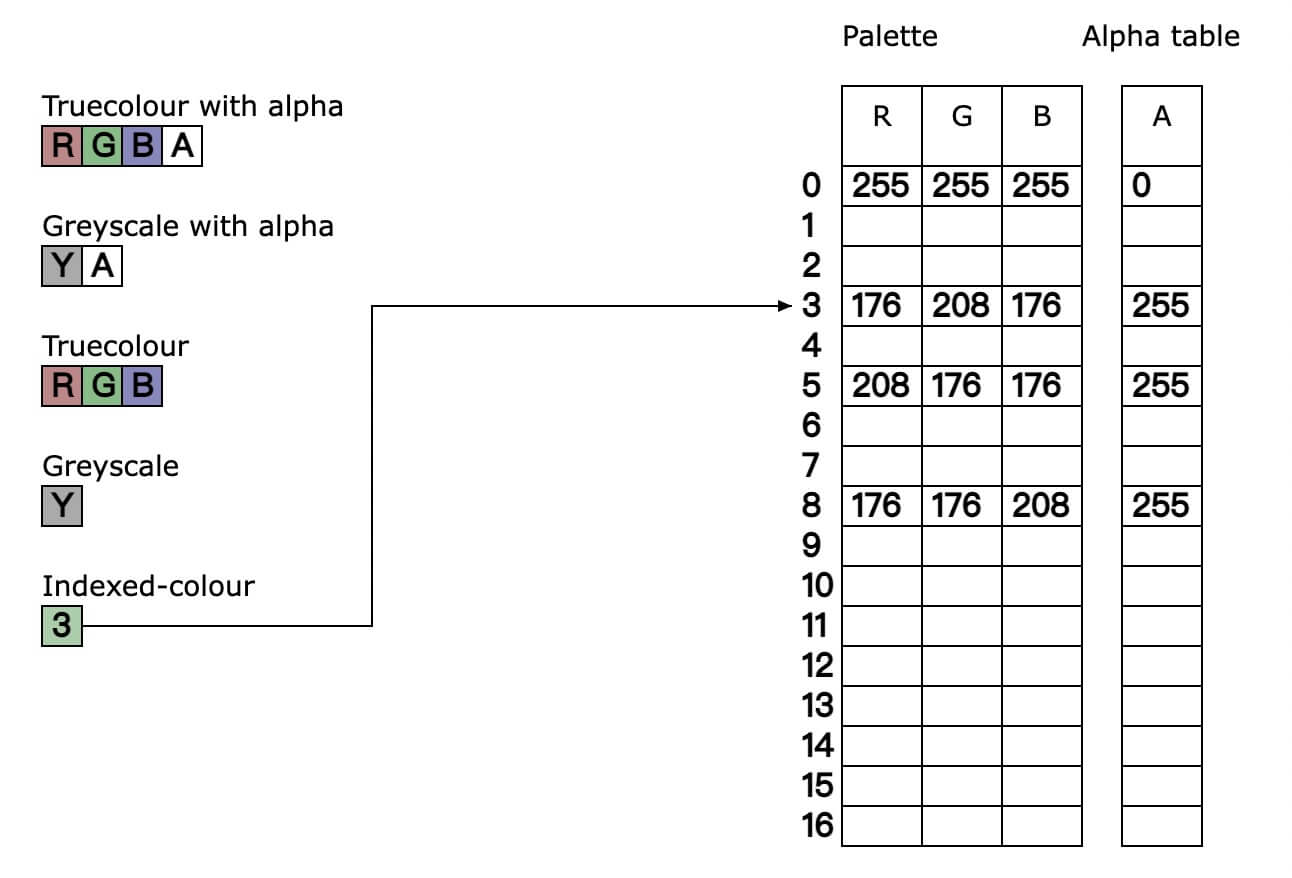 Palette Alpha table
Truecolour with alpha
R G B A
Greyscale with alpha
Y A
Truecolour
R G B
Greyscale
Y
Indexed-colour
3
R G B A
0 255 255 255 0
1
2
3 176 208 176 255
4
5 208 176 176 255
6
7
8 176 176 208 255
9
10
11
12
13
14
15
16